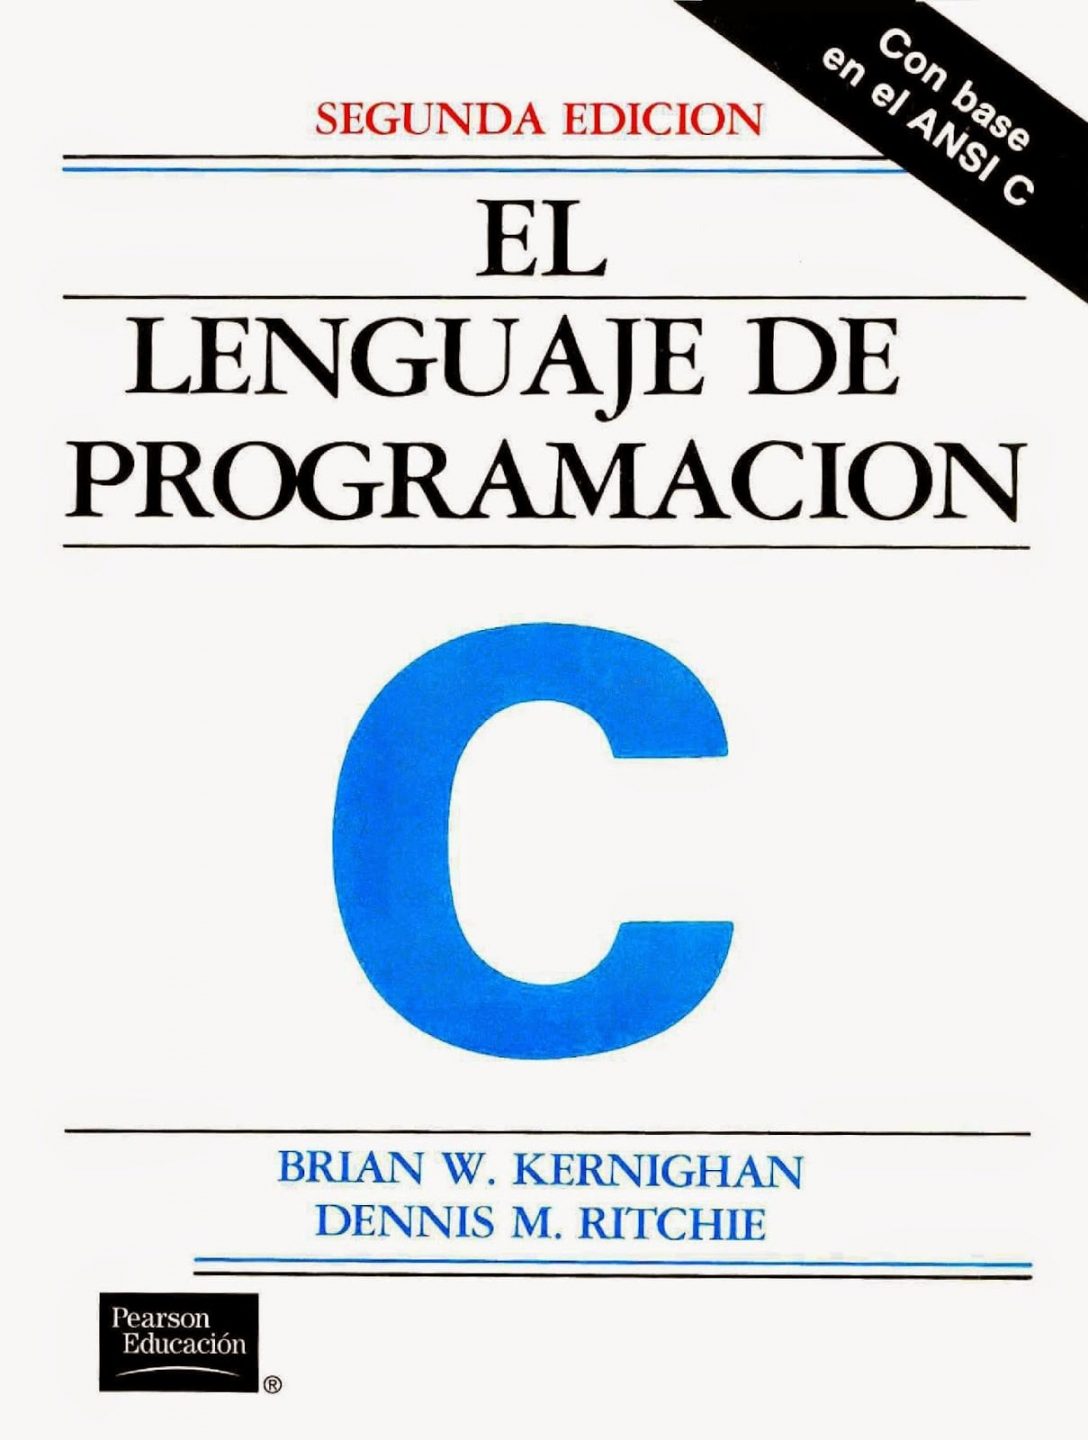 Con base
en el ANSI C
SEGUNDA EDICION
EL
LENGUAJE DE
PROGRAMACION
C
BRIAN W. KERNIGHAN
DENNIS M. RITCHIE
Pearson
Educación
®